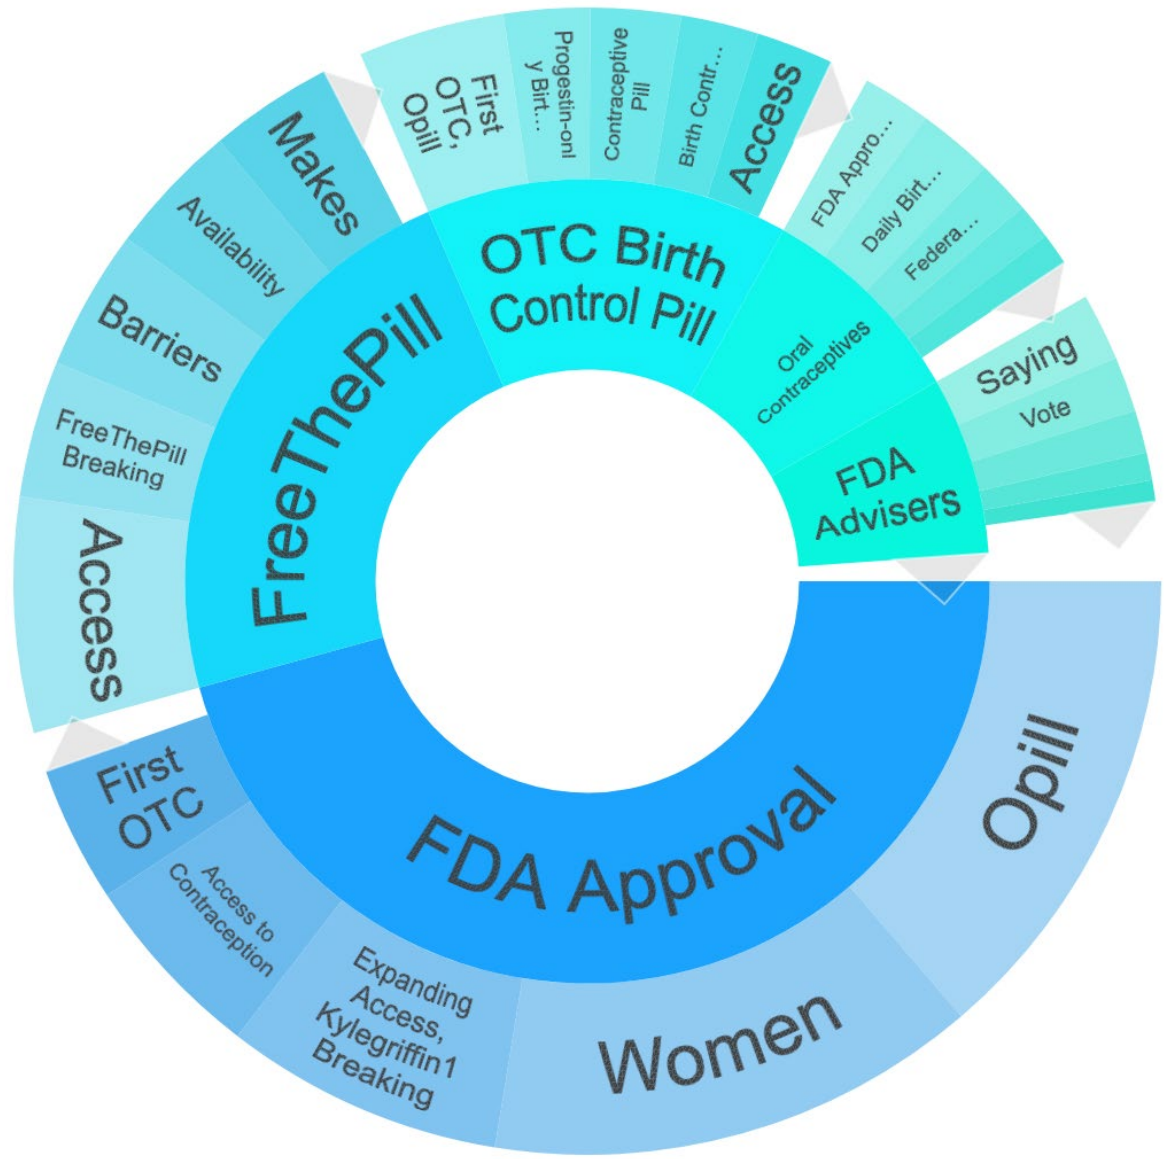 First
OTC,
Opill
Progestin-onl
y Birt...
Contraceptive
Pill
Birth Contr...
Access
FDA Appro...
Daily Birt...
Federa...
Saying
Vote
OTC Birth
Control Pill
Oral
Contraceptives
FDA
Advisers
FreeThePill
Makes
Availability
Barriers
FreeThePill
Breaking
Access
FDA Approval
First
OTC
Access to
Contraception
Expanding
Access,
Kylegriffin1
Breaking
Women
Opill